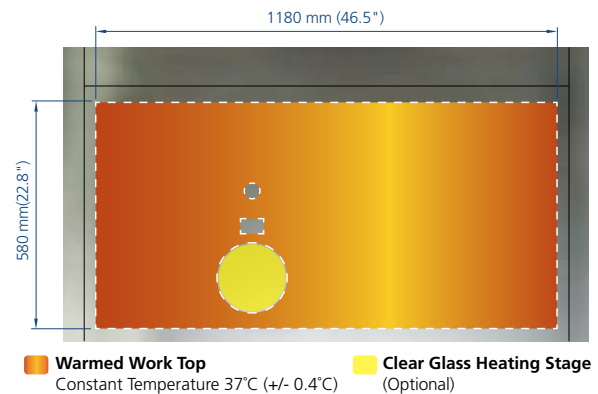 1180 mm (46.5")
580 mm(22.8")
Warmed Work Top
Constant Temperature 37˚C (+/- 0.4˚C)
Clear Glass Heating Stage
(Optional)